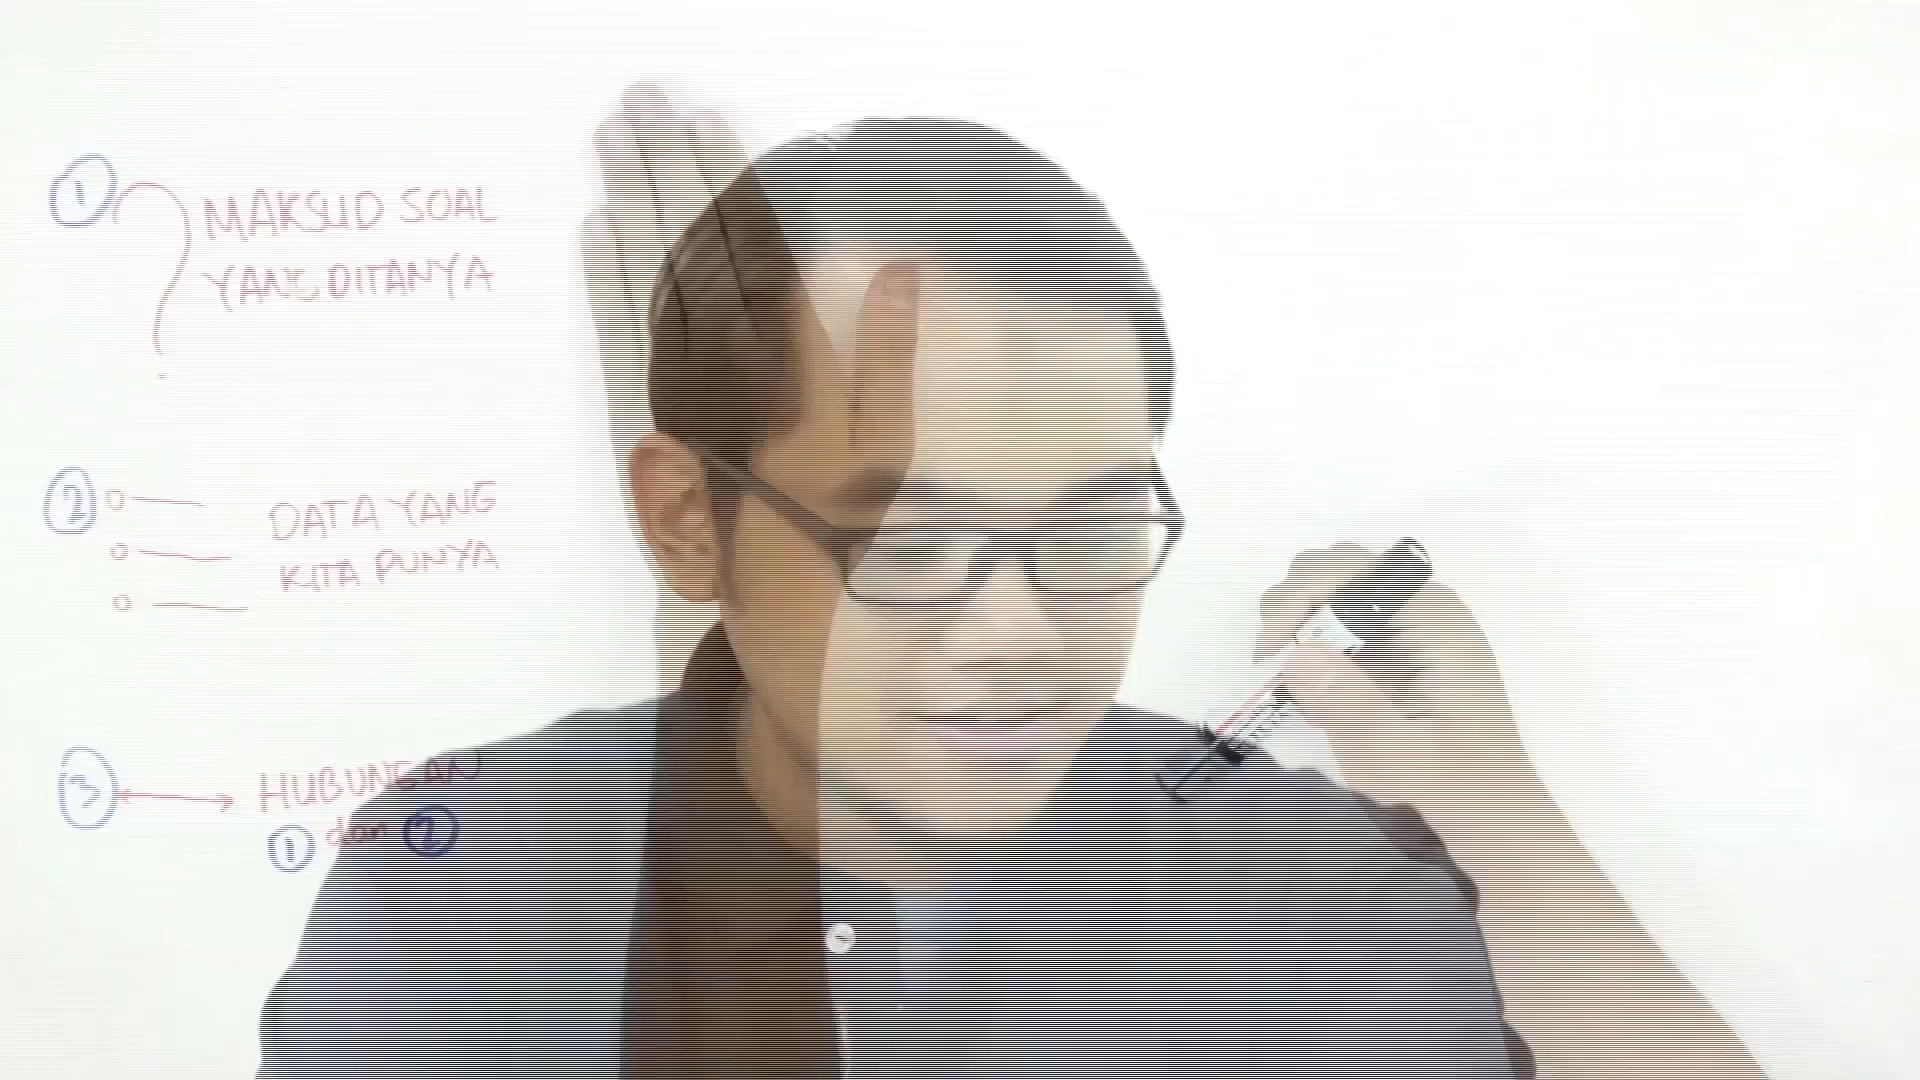 1 MAKSUD SOAL
YANG DITANYA
2 DATA YANG
KITA PUNYA
3 HUBUNGAN
1 dan 2